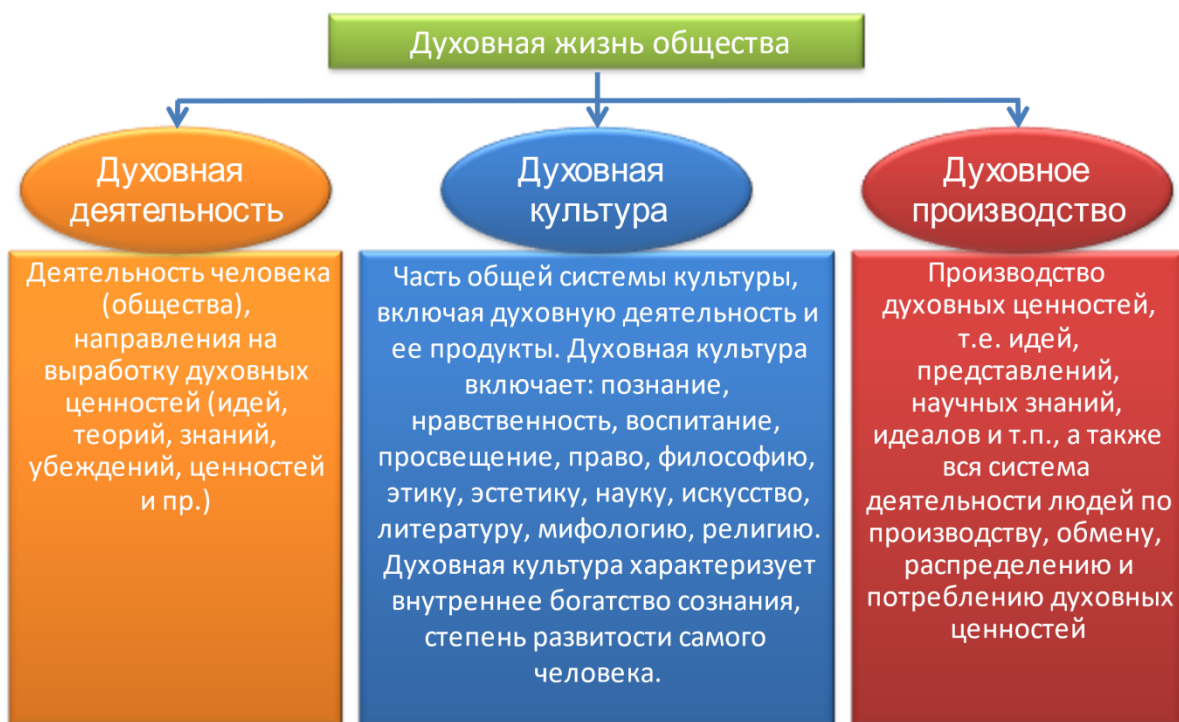 Духовная жизнь общества
Духовная
деятельность
Деятельность человека
(общества),
направления на
выработку духовных
ценностей (идей,
теорий, знаний,
убеждений, ценностей
и пр.)
Духовная
культура
Часть общей системы культуры,
включая духовную деятельность и
ее продукты. Духовная культура
включает: познание,
нравственность, воспитание,
просвещение, право, философию,
этику, эстетику, науку, искусство,
литературу, мифологию, религию.
Духовная культура характеризует
внутреннее богатство сознания,
степень развитости самого
человека.
Духовное
производство
Производство
духовных ценностей,
т.е. идей,
представлений,
научных знаний,
идеалов и т.п., а также
вся система
деятельности людей по
производству, обмену,
распределению и
потреблению духовных
ценностей